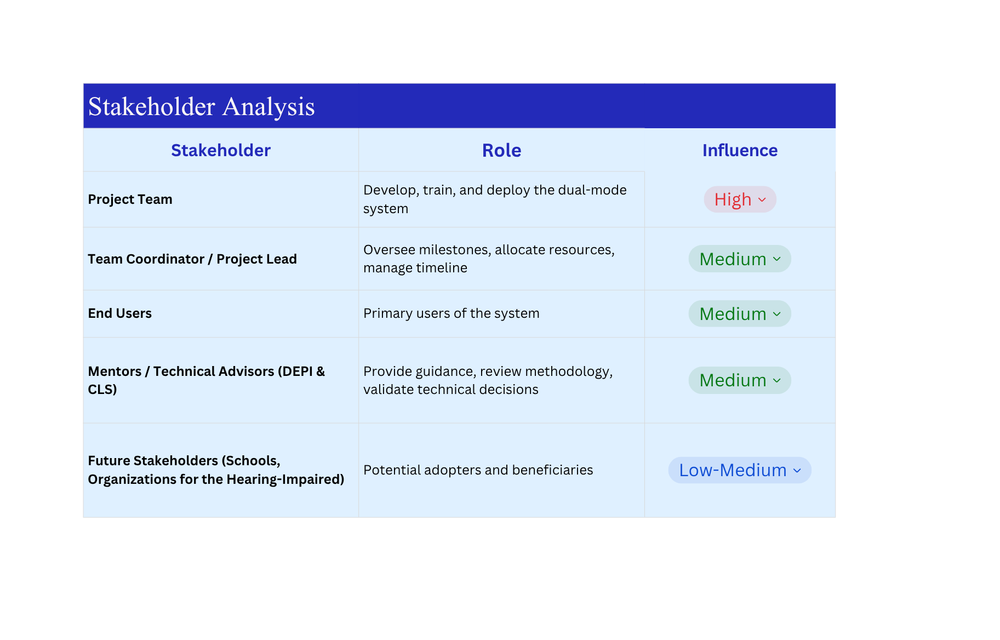 Stakeholder Analysis
Stakeholder Role Influence
Project Team
Develop, train, and deploy the dual-mode
system
High
Team Coordinator / Project Lead
Oversee milestones, allocate resources,
manage timeline
Medium
End Users
Primary users of the system
Medium
Mentors / Technical Advisors (DEPI &
CLS)
Provide guidance, review methodology,
validate technical decisions
Medium
Future Stakeholders (Schools,
Organizations for the Hearing-Impaired)
Potential adopters and beneficiaries
Low-Medium